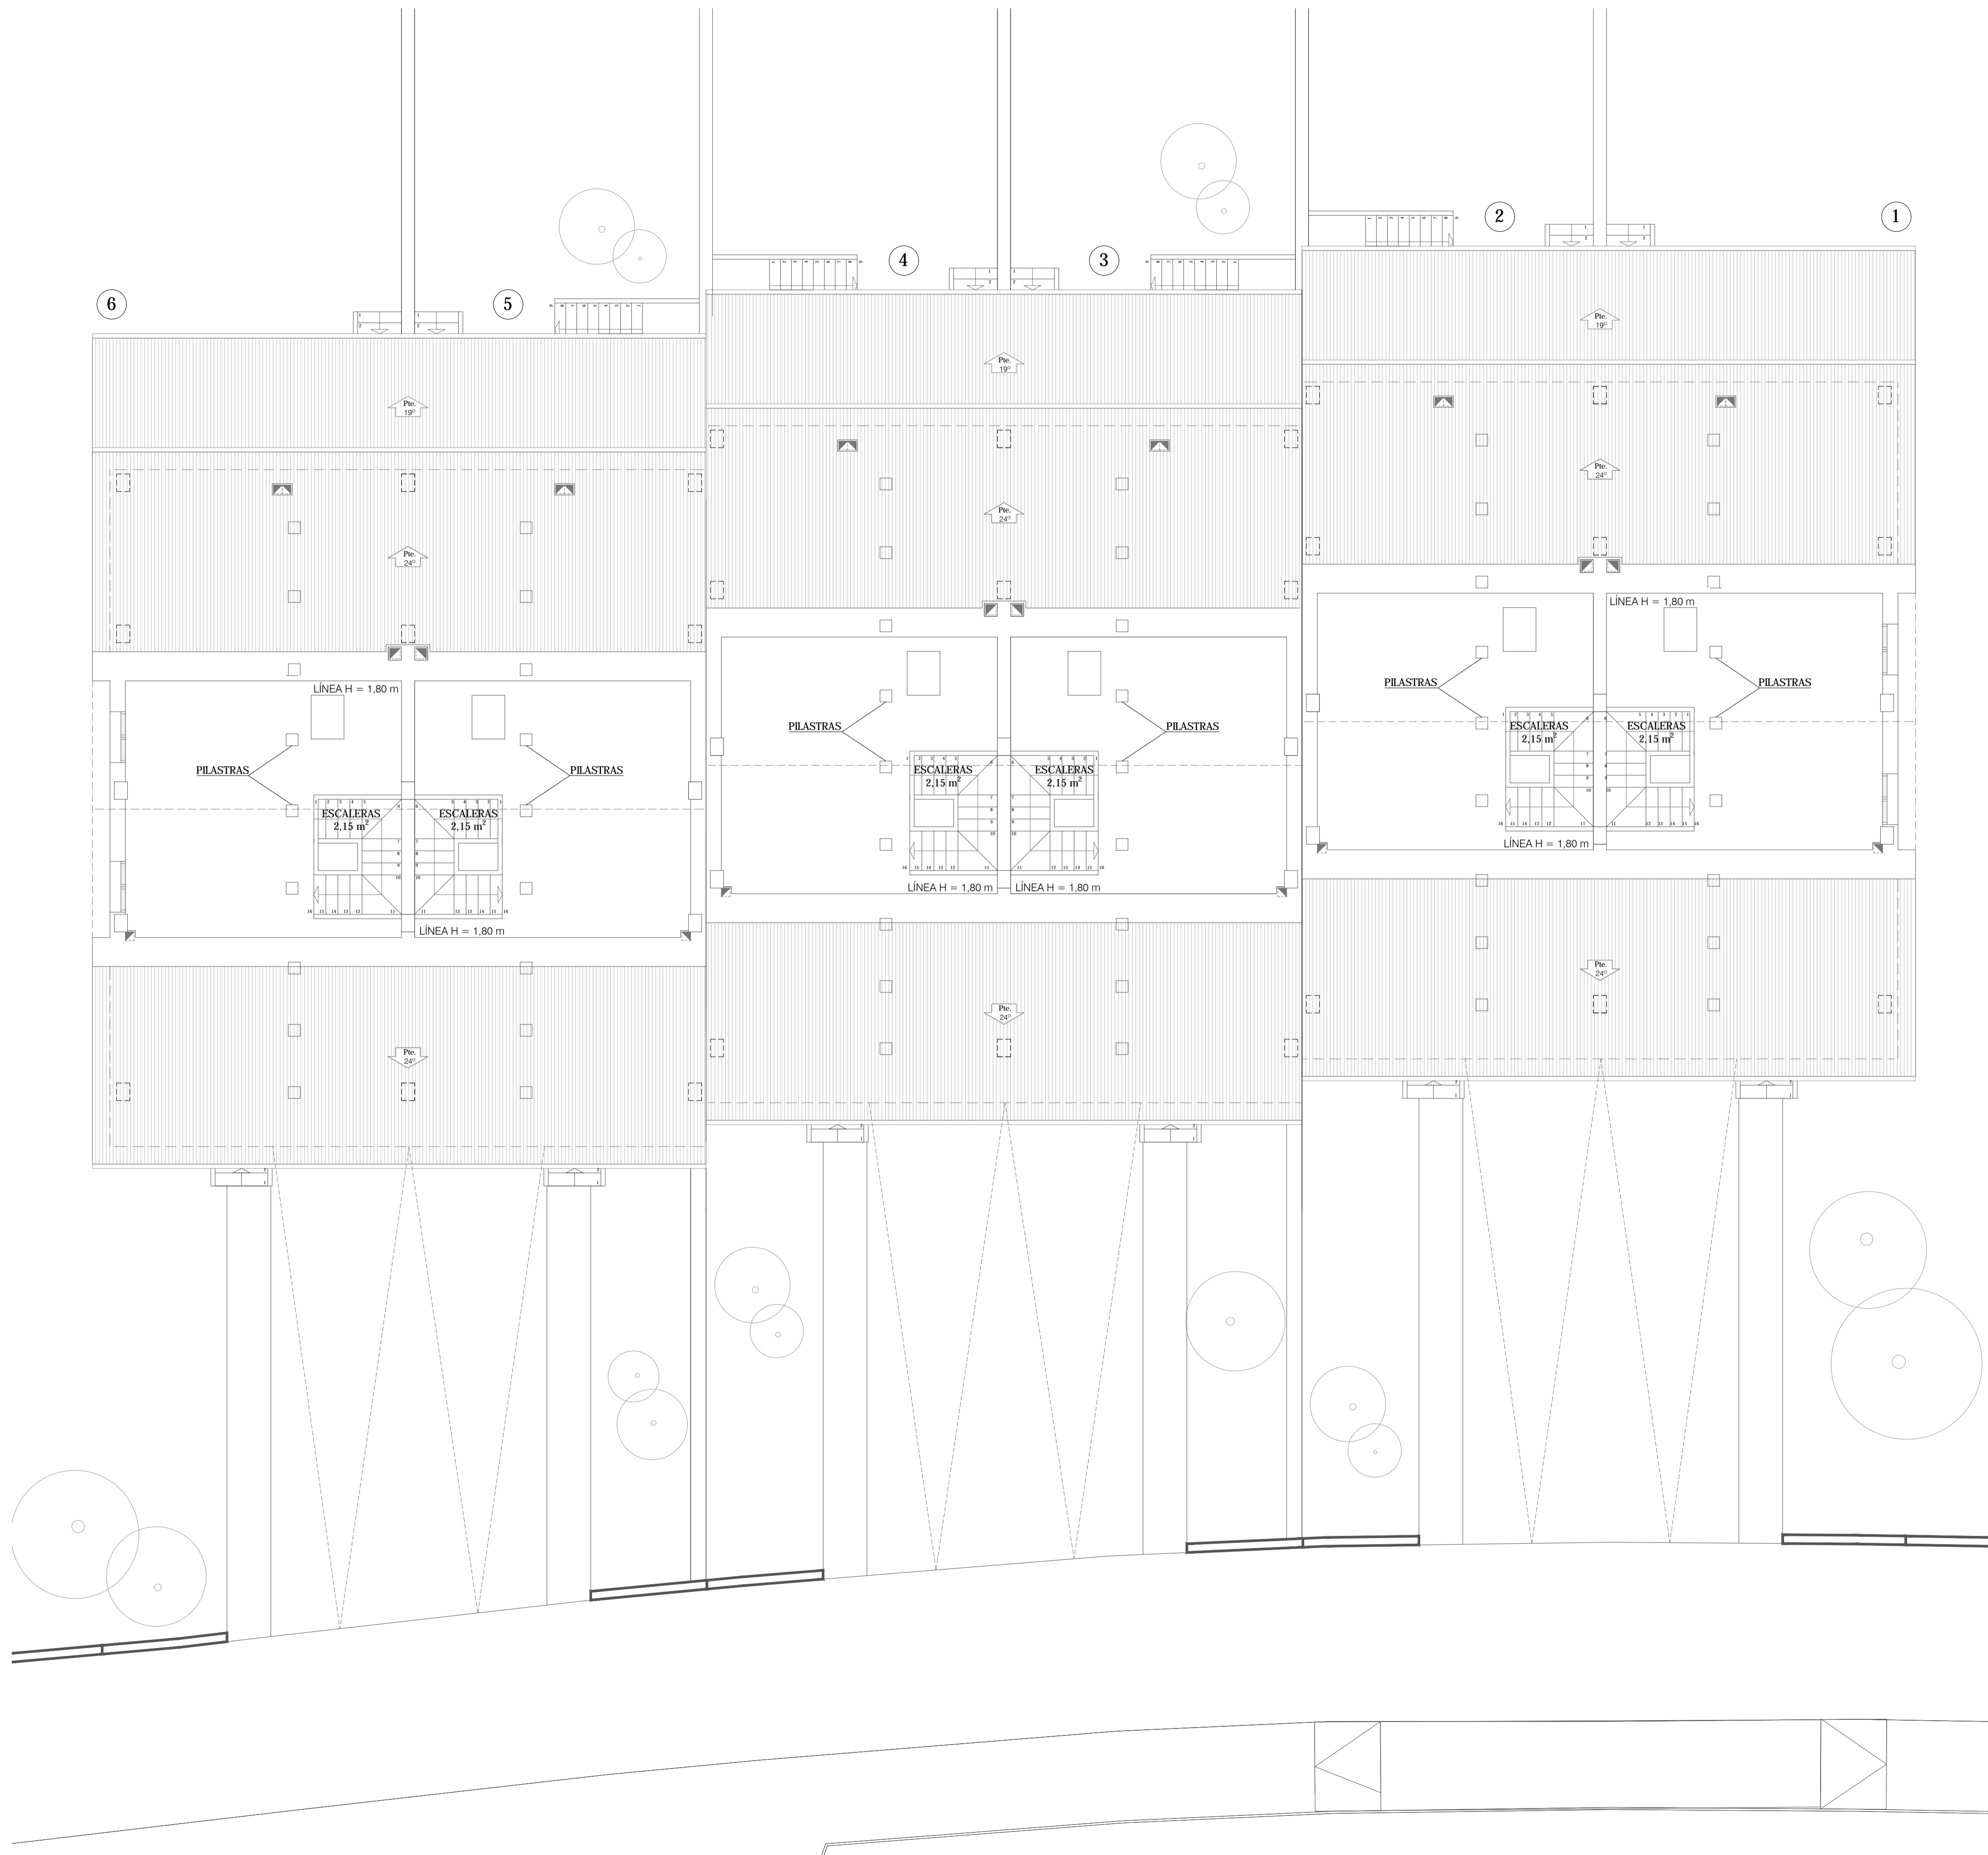 2
1
4
3
6
5
Pte.
19º
Pte.
19º
Pte.
19º
Pte.
24º
Pte.
24º
Pte.
24º
LÍNEA H = 1,80 m
PILASTRAS
PILASTRAS
ESCALERAS
2,15 m²
ESCALERAS
2,15 m²
LÍNEA H = 1,80 m
PILASTRAS
PILASTRAS
ESCALERAS
2,15 m²
ESCALERAS
2,15 m²
LÍNEA H = 1,80 m
LÍNEA H = 1,80 m
LÍNEA H = 1,80 m
PILASTRAS
PILASTRAS
ESCALERAS
2,15 m²
ESCALERAS
2,15 m²
LÍNEA H = 1,80 m
Pte.
24º
Pte.
24º
Pte.
24º